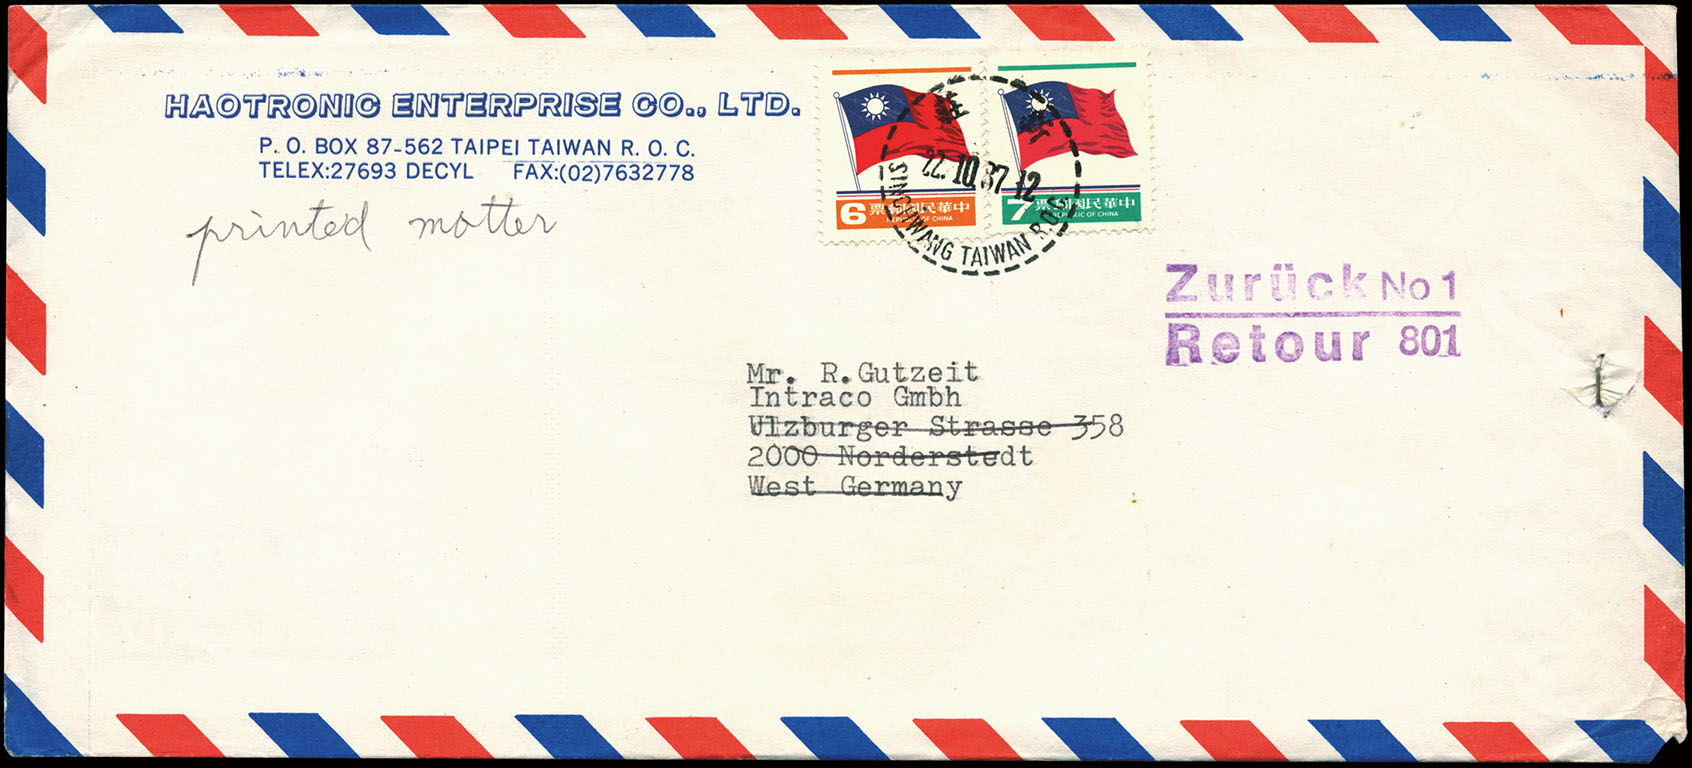 HAOTRONIC ENTERPRISE CO., LTD.
P. O. BOX 87-562 TAIPEI TAIWAN R. O. C.
TELEX:27693 DECYL FAX:(02)7632778
printed matter
6 票郵國民華中
REPUBLIC OF CHINA
7 票郵國民華中
REPUBLIC OF CHINA
22.10.87.12
TAIWAN R.O.C.
Zurück No 1
Retour 801
Mr. R.Gutzeit
Intraco Gmbh
Ulzburger Strasse 358
2000 Norderstedt
West Germany